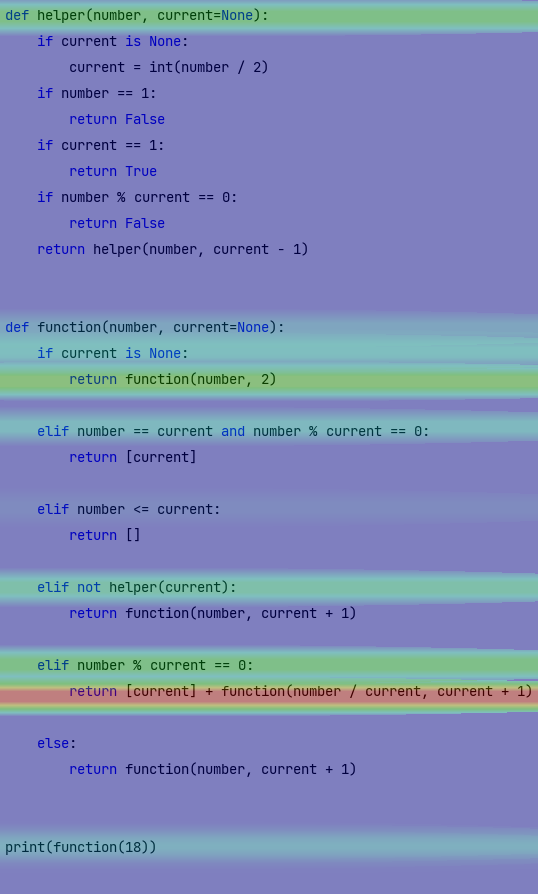 def helper(number, current=None):
    if current is None:
        current = int(number / 2)
    if number == 1:
        return False
    if current == 1:
        return True
    if number % current == 0:
        return False
    return helper(number, current - 1)
def function(number, current=None):
    if current is None:
        return function(number, 2)
    elif number == current and number % current == 0:
        return [current]
    elif number <= current:
        return []
    elif not helper(current):
        return function(number, current + 1)
    elif number % current == 0:
        return [current] + function(number / current, current + 1)
    else:
        return function(number, current + 1)
print(function(18))